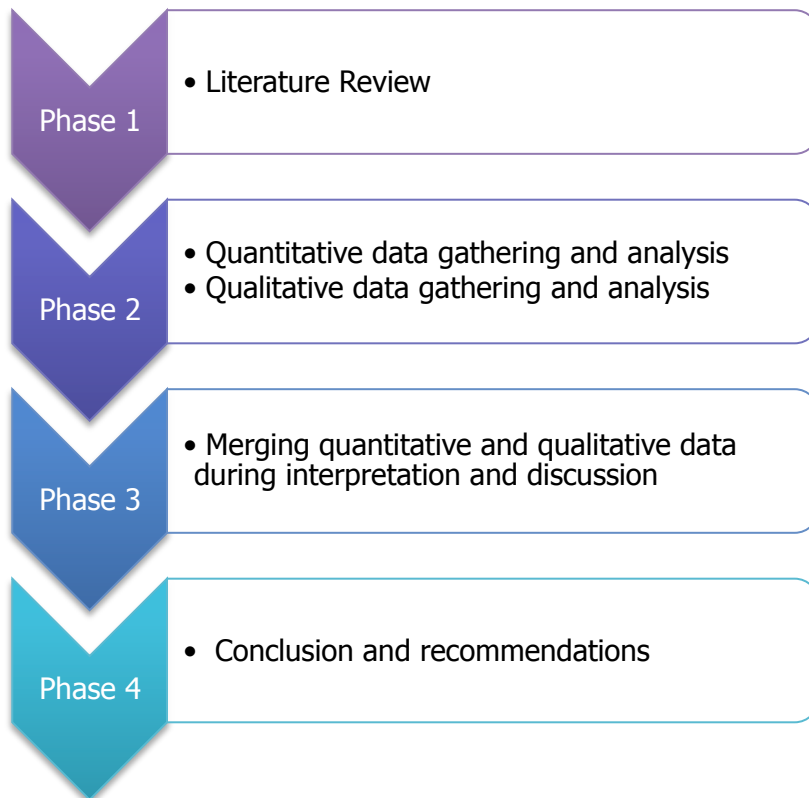 Phase 1
• Literature Review
Phase 2
• Quantitative data gathering and analysis
• Qualitative data gathering and analysis
Phase 3
• Merging quantitative and qualitative data
during interpretation and discussion
Phase 4
• Conclusion and recommendations